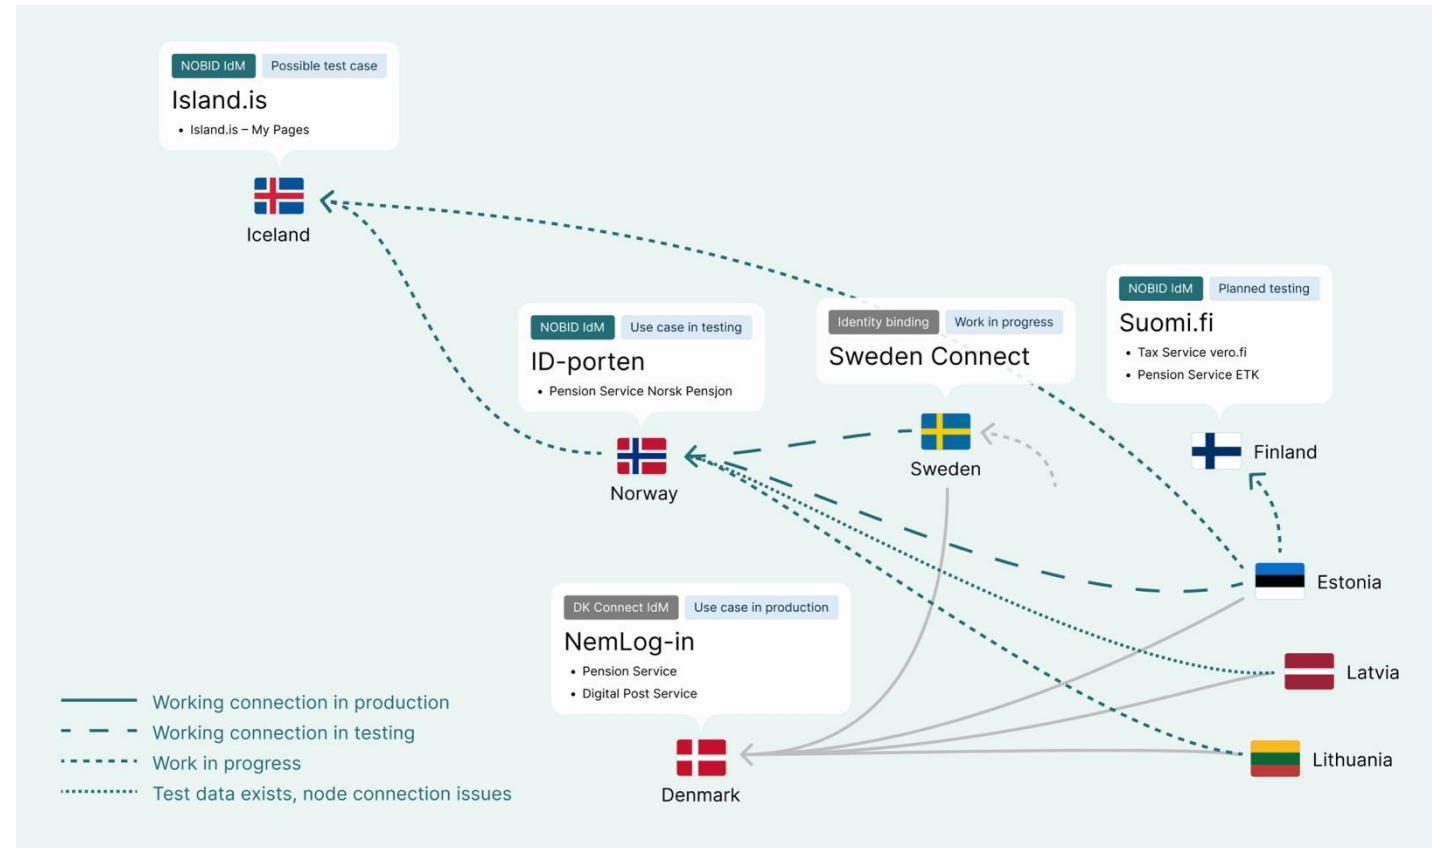 NOBID IdM Possible test case
Island.is
• Island.is – My Pages
Iceland
NOBID IdM Use case in testing
ID-porten
• Pension Service Norsk Pensjon
Norway
Identity binding Work in progress
Sweden Connect
Sweden
NOBID IdM Planned testing
Suomi.fi
• Tax Service vero.fi
• Pension Service ETK
Finland
Estonia
Latvia
Lithuania
DK Connect IdM Use case in production
NemLog-in
• Pension Service
• Digital Post Service
Denmark
Working connection in production
Working connection in testing
Work in progress
Test data exists, node connection issues